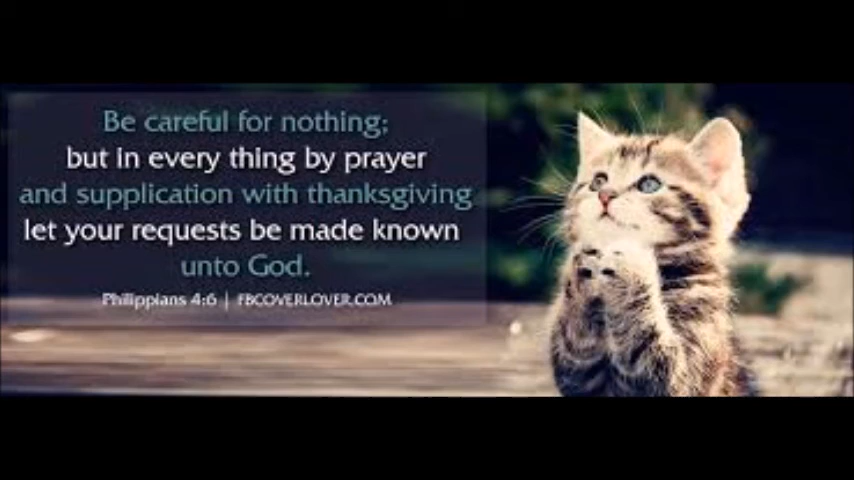 Be careful for nothing;
but in every thing by prayer
and supplication with thanksgiving
let your requests be made known
unto God.
Philippians 4:6 | FBCOVERLOVER.COM